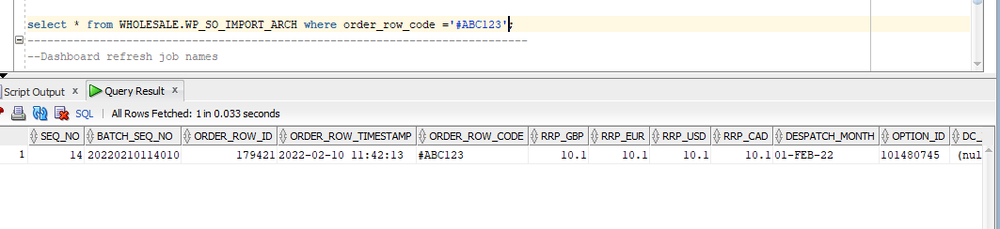 select * from WHOLESALE.WP_SO_IMPORT_ARCH where order_row_code ='#ABC123';
--------------------------------------------------------------------------
--Dashboard refresh job names
Script Output x Query Result x
SQL | All Rows Fetched: 1 in 0.033 seconds
SEQ_NO BATCH_SEQ_NO ORDER_ROW_ID ORDER_ROW_TIMESTAMP ORDER_ROW_CODE RRP_GBP RRP_EUR RRP_USD RRP_CAD DESPATCH_MONTH OPTION_ID DC_
1 14 20220210114010 179421 2022-02-10 11:42:13 #ABC123 10.1 10.1 10.1 10.1 01-FEB-22 101480745 (nul